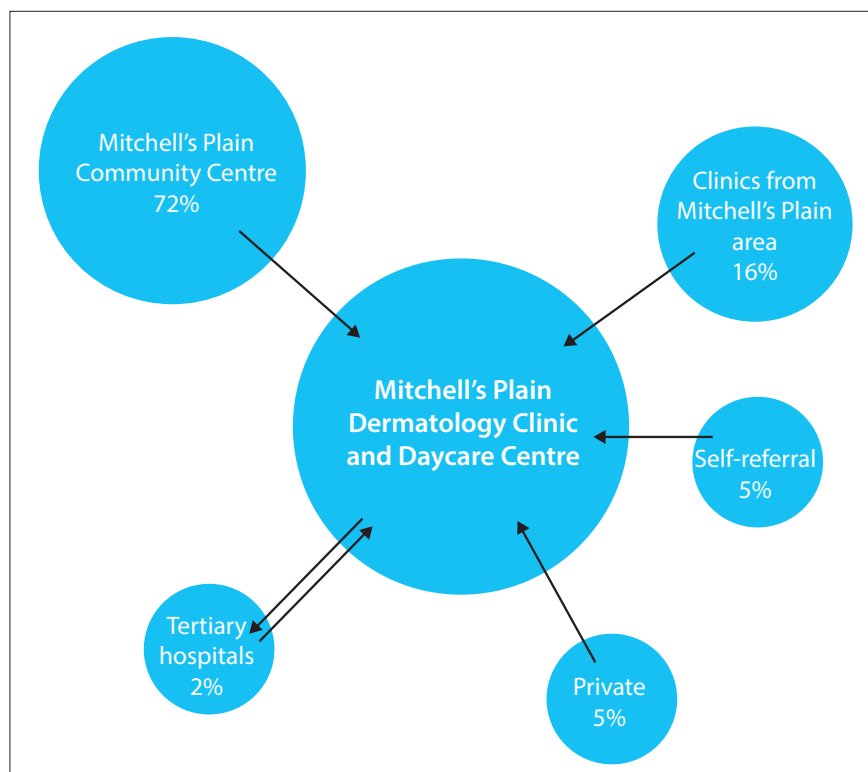 Mitchell’s Plain
Community Centre
72%
Clinics from
Mitchell’s Plain
area
16%
Mitchell’s Plain
Dermatology Clinic
and Daycare Centre
Self-referral
5%
Tertiary
hospitals
2%
Private
5%